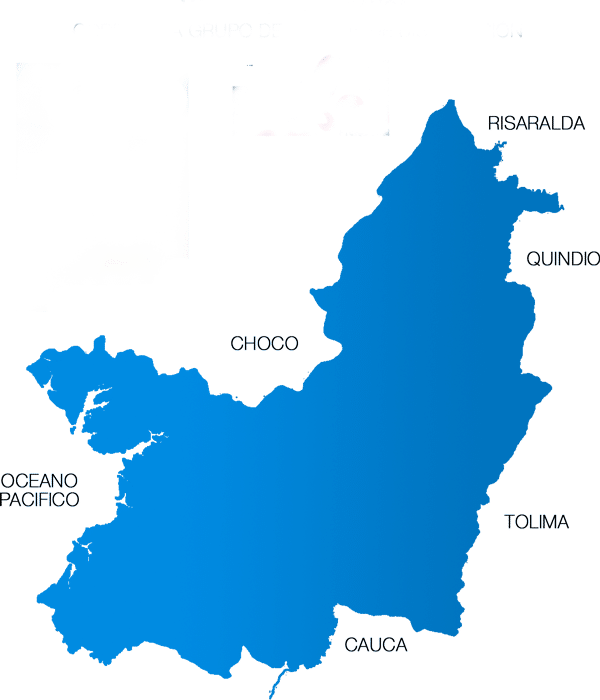 RISARALDA
QUINDIO
CHOCO
OCEANO
PACIFICO
TOLIMA
CAUCA